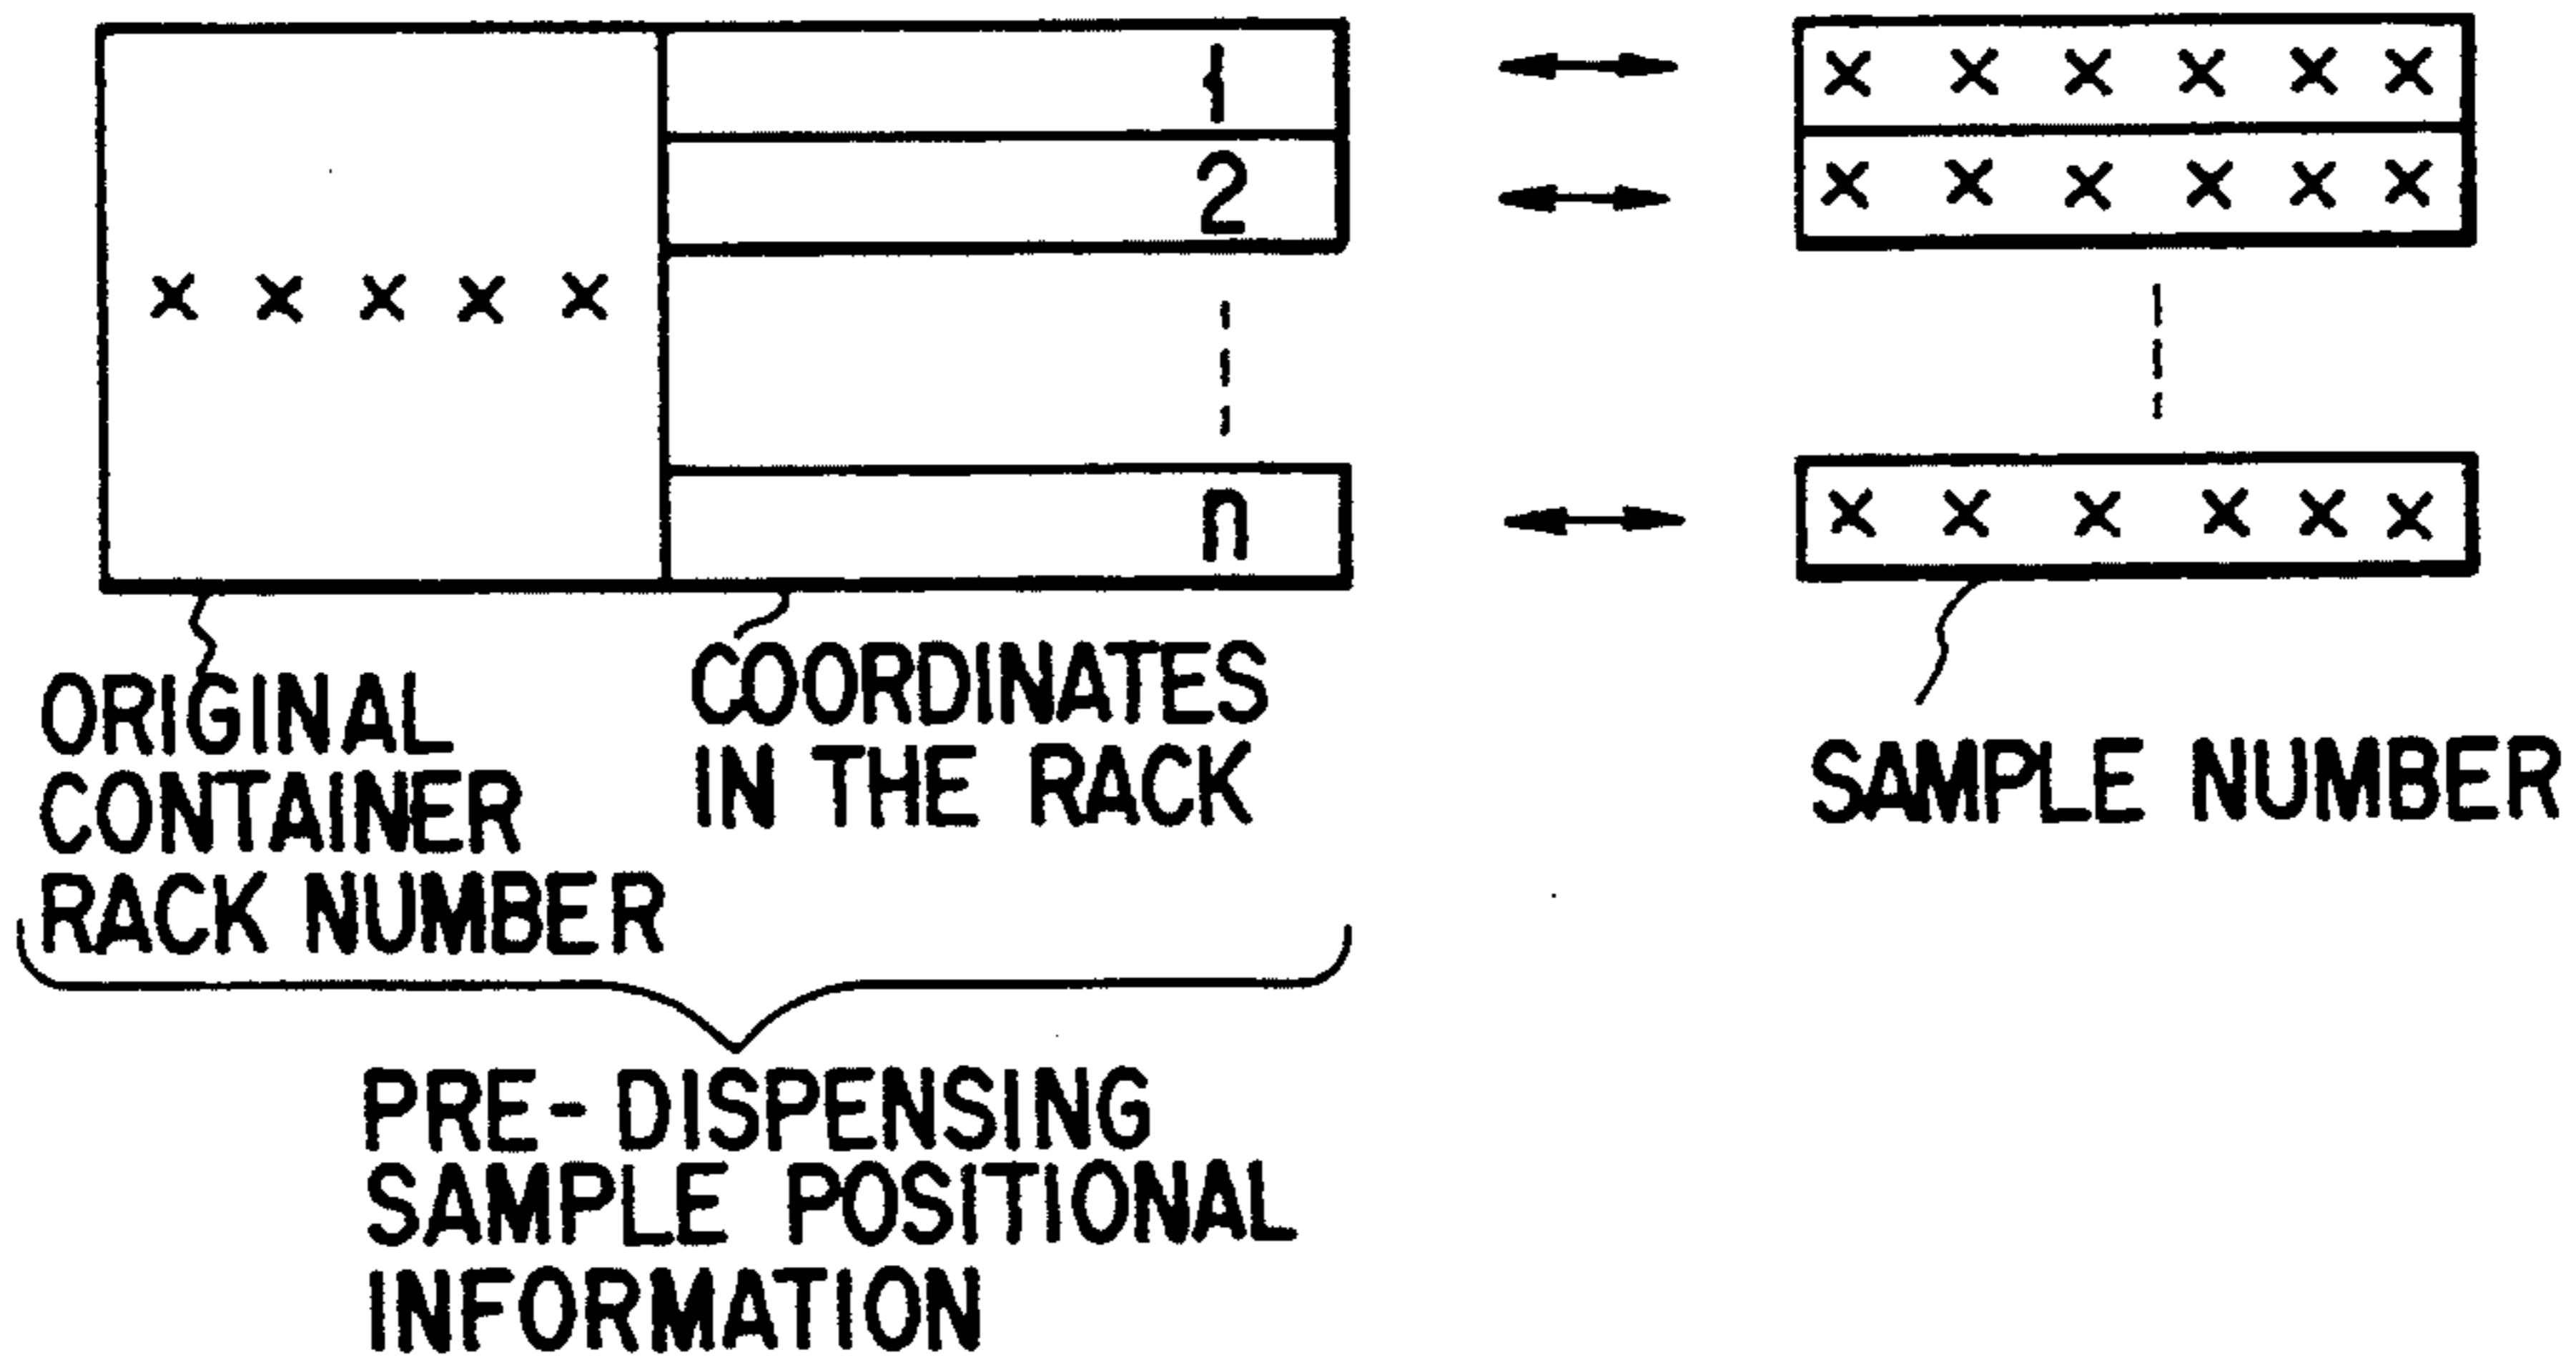 1 × × × × × ×
2 × × × × × ×
× × × × ×
n × × × × × ×
ORIGINAL
CONTAINER
RACK NUMBER
COORDINATES
IN THE RACK
SAMPLE NUMBER
PRE-DISPENSING
SAMPLE POSITIONAL
INFORMATION